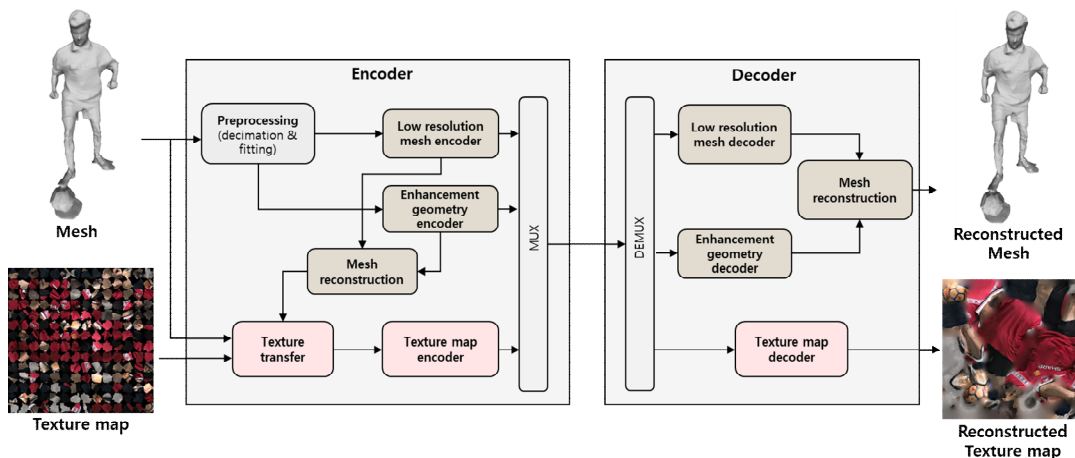 Encoder
Decoder
Preprocessing
(decimation &
fitting)
Low resolution
mesh encoder
Enhancement
geometry
encoder
Mesh
reconstruction
Texture
transfer
Texture map
encoder
MUX
DEMUX
Low resolution
mesh decoder
Mesh
reconstruction
Enhancement
geometry
decoder
Texture map
decoder
Mesh
Texture map
Reconstructed
Mesh
Reconstructed
Texture map